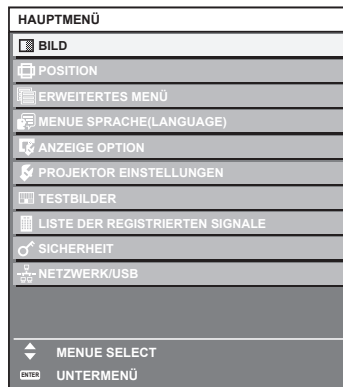 HAUPTMENÜ
BILD
POSITION
ERWEITERTES MENÜ
MENUE SPRACHE(LANGUAGE)
ANZEIGE OPTION
PROJEKTOR EINSTELLUNGEN
TESTBILDER
LISTE DER REGISTRIERTEN SIGNALE
SICHERHEIT
NETZWERK/USB
MENUE SELECT
ENTER UNTERMENÜ